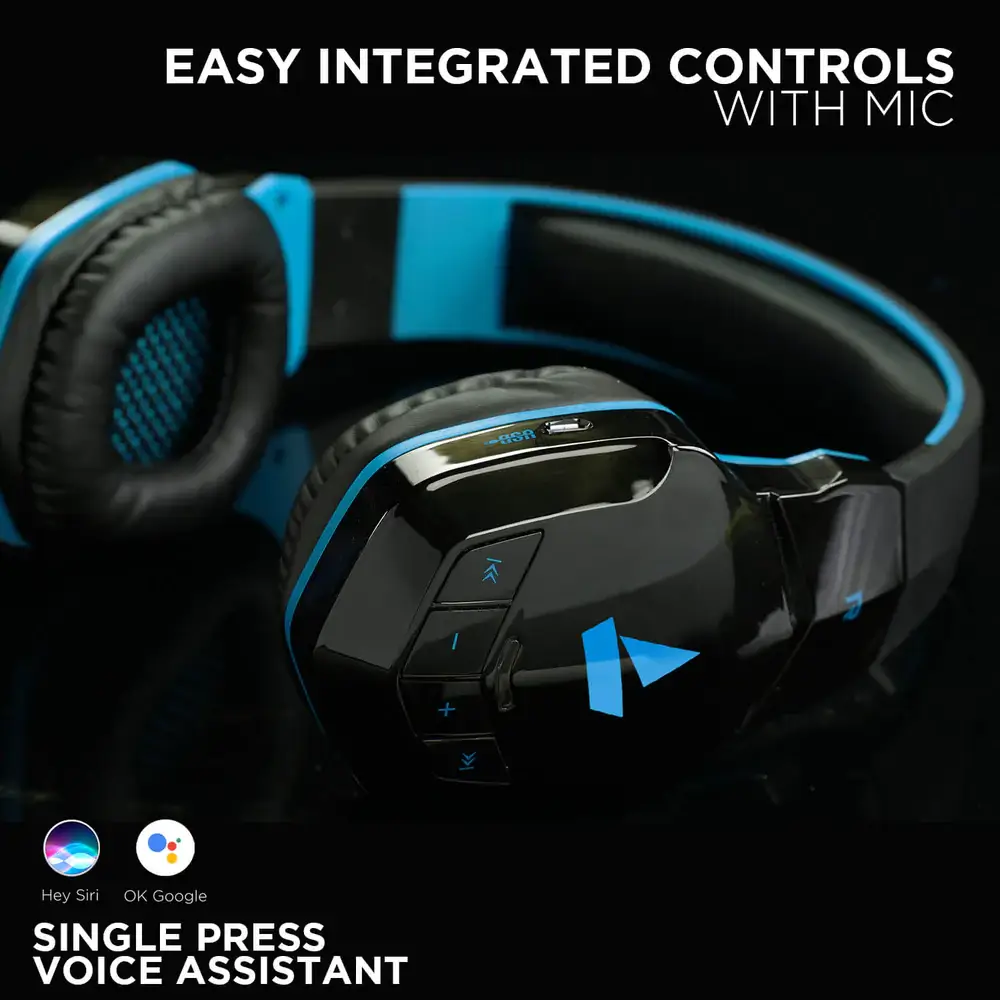 EASY INTEGRATED CONTROLS
WITH MIC
R
Hey Siri
OK Google
SINGLE PRESS
VOICE ASSISTANT